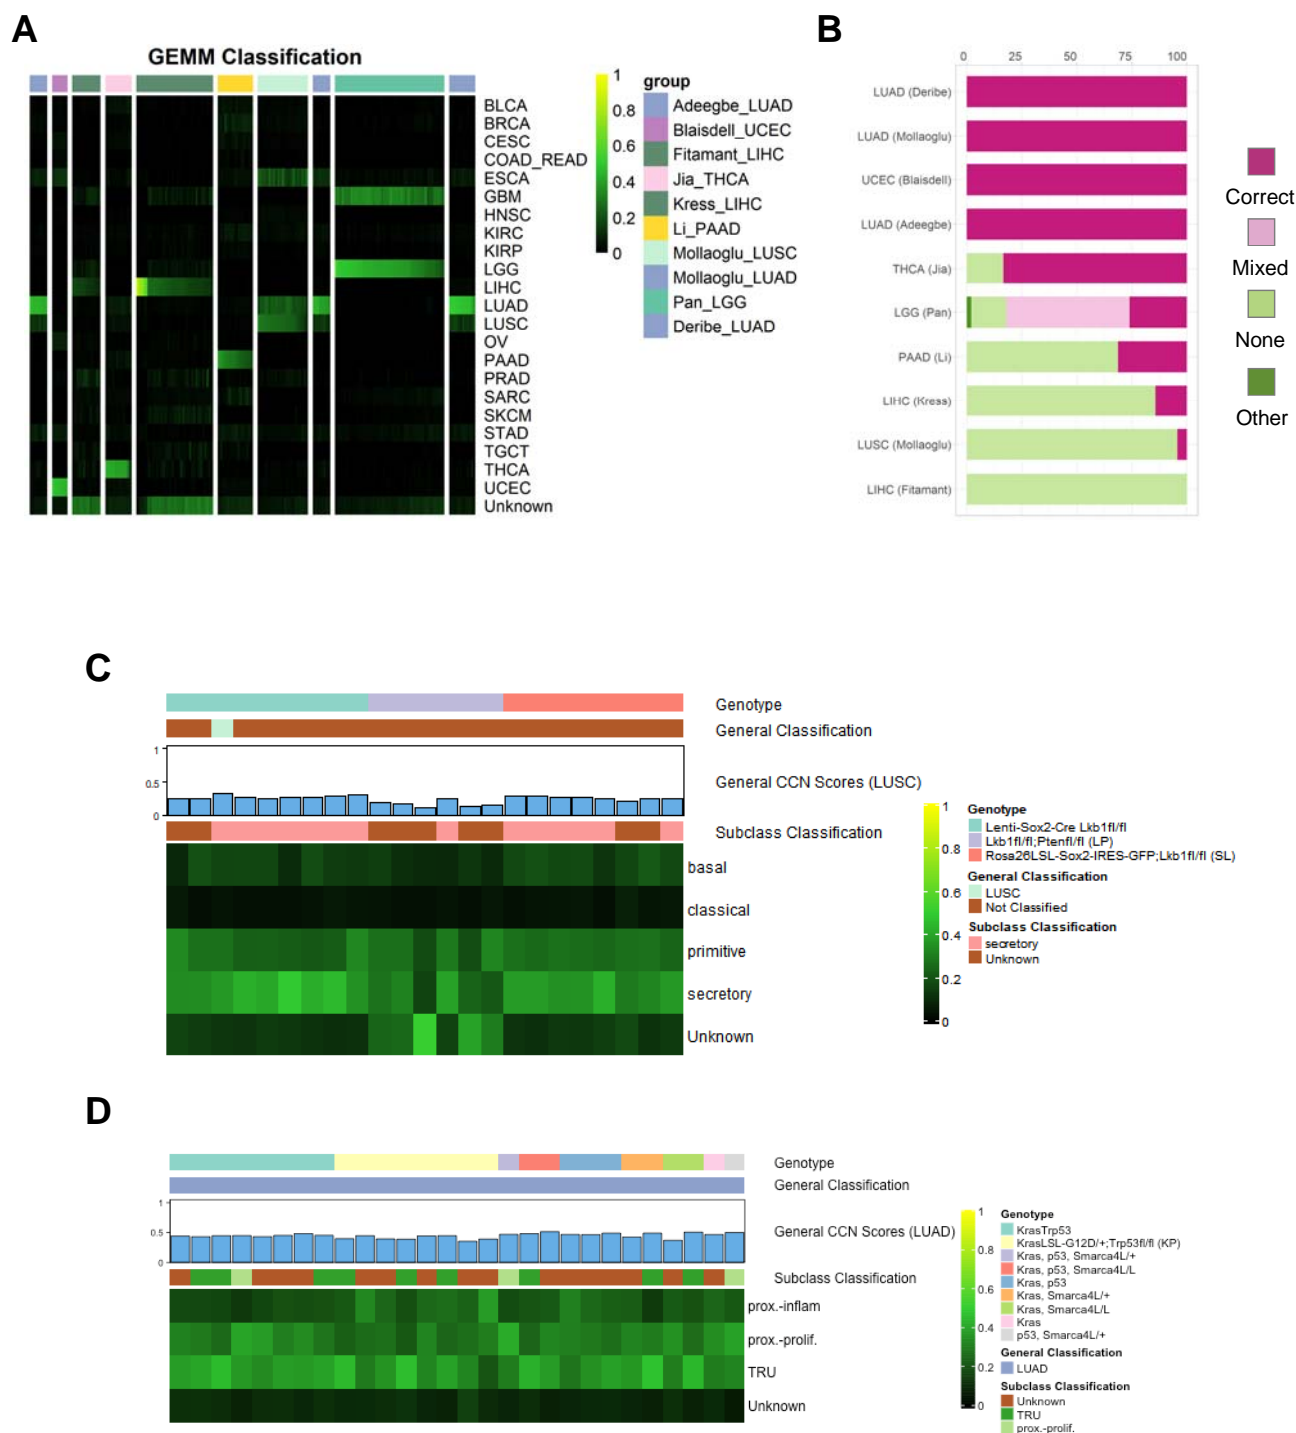 A
B
GEMM Classification
BLCA
BRCA
CESC
COAD_READ
ESCA
GBM
HNSC
KIRC
KIRP
LGG
LIHC
LUAD
LUSC
OV
PAAD
PRAD
SARC
SKCM
STAD
TGCT
THCA
UCEC
Unknown
1
0.8
0.6
0.4
0.2
0
group
Adeegbe_LUAD
Blaisdell_UCEC
Fitamant_LIHC
Jia_THCA
Kress_LIHC
Li_PAAD
Mollaoglu_LUSC
Mollaoglu_LUAD
Pan_LGG
Deribe_LUAD
0 25 50 75 100
LUAD (Deribe)
LUAD (Mollaoglu)
UCEC (Blaisdell)
LUAD (Adeegbe)
THCA (Jia)
LGG (Pan)
PAAD (Li)
LIHC (Kress)
LUSC (Mollaoglu)
LIHC (Fitamant)
Correct
Mixed
None
Other
C
Genotype
General Classification
1
0.5
0
General CCN Scores (LUSC)
Subclass Classification
basal
classical
primitive
secretory
Unknown
1
0.8
0.6
0.4
0.2
0
Genotype
Lenti-Sox2-Cre Lkb1fl/fl
Lkb1fl/fl;Ptenfl/fl (LP)
Rosa26LSL-Sox2-IRES-GFP;Lkb1fl/fl (SL)
General Classification
LUSC
Not Classified
Subclass Classification
secretory
Unknown
D
Genotype
General Classification
1
0.5
0
General CCN Scores (LUAD)
Subclass Classification
prox.-inflam
prox.-prolif.
TRU
Unknown
1
0.8
0.6
0.4
0.2
0
Genotype
KrasTrp53
KrasLSL-G12D/+;Trp53fl/fl (KP)
Kras, p53, Smarca4L/+
Kras, p53, Smarca4L/L
Kras, p53
Kras, Smarca4L/+
Kras, Smarca4L/L
Kras
p53, Smarca4L/+
General Classification
LUAD
Subclass Classification
Unknown
TRU
prox.-prolif.